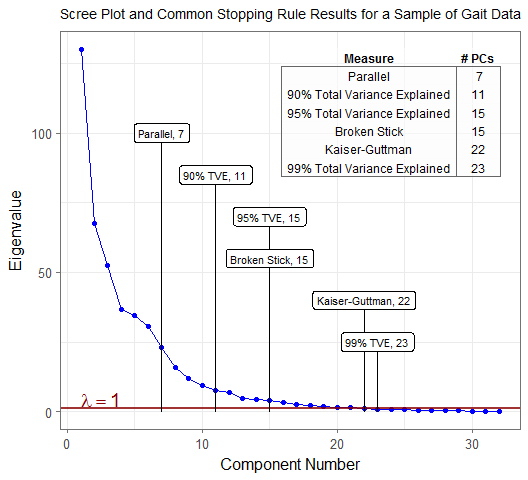 Scree Plot and Common Stopping Rule Results for a Sample of Gait Data
Measure # PCs
Parallel 7
90% Total Variance Explained 11
95% Total Variance Explained 15
Broken Stick 15
Kaiser-Guttman 22
99% Total Variance Explained 23
Parallel, 7
90% TVE, 11
95% TVE, 15
Broken Stick, 15
Kaiser-Guttman, 22
99% TVE, 23
λ = 1
Eigenvalue
100
50
0
0 10 20 30
Component Number